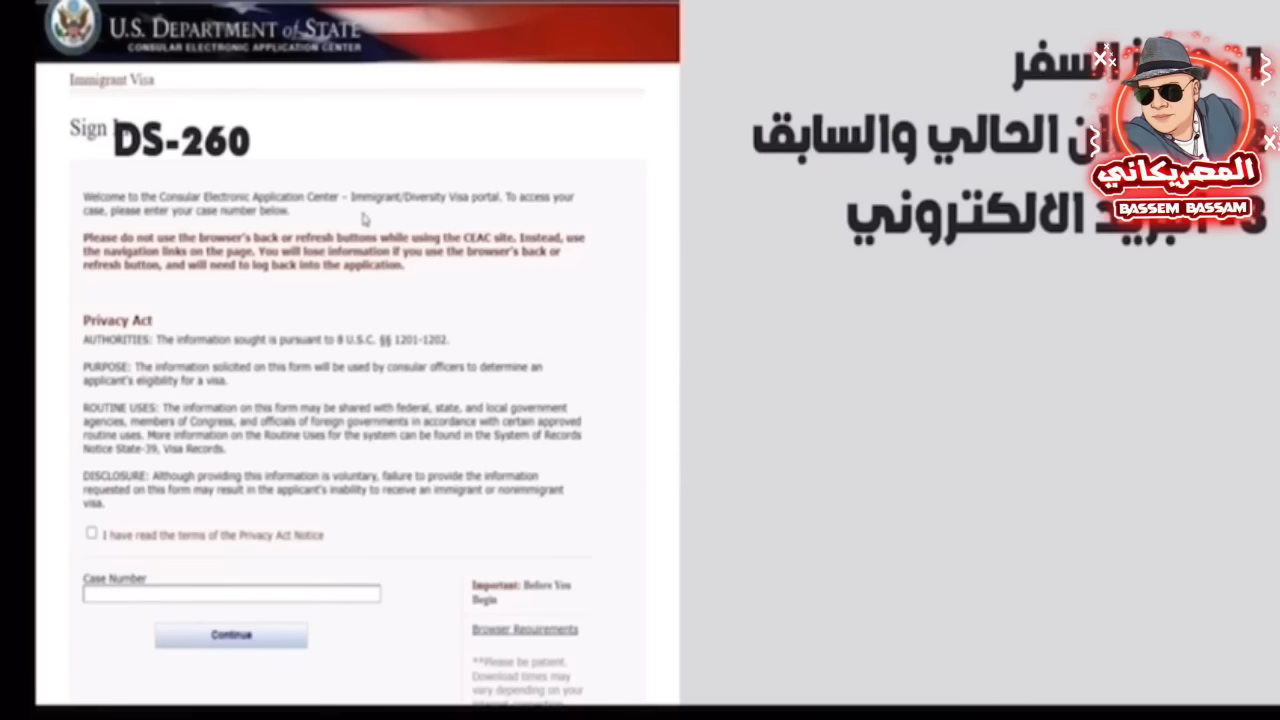 U.S. DEPARTMENT of STATE
CONSULAR ELECTRONIC APPLICATION CENTER
Immigrant Visa
Sign
DS-260
Welcome to the Consular Electronic Application Center – Immigrant/Diversity Visa portal. To access your
case, please enter your case number below.
Please do not use the browser's back or refresh buttons while using the CEAC site. Instead, use
the navigation links on the page. You will lose information if you use the browser's back or
refresh button, and will need to log back into the application.
Privacy Act
AUTHORITIES: The information sought is pursuant to 8 U.S.C. §§ 1201-1202.
PURPOSE: The information solicited on this form will be used by consular officers to determine an
applicant's eligibility for a visa.
ROUTINE USES: The information on this form may be shared with federal, state, and local government
agencies, members of Congress, and officials of foreign governments in accordance with certain approved
routine uses. More information on the Routine Uses for the system can be found in the System of Records
Notice State-39, Visa Records.
DISCLOSURE: Although providing this information is voluntary, failure to provide the information
requested on this form may result in the applicant's inability to receive an immigrant or nonimmigrant
visa.
I have read the terms of the Privacy Act Notice
Case Number
Continue
Important: Before You
Begin
Browser Requirements
**Please be patient.
Download times may
vary depending on your
internet connection
1- السفر
الحالي والسابق
3- البريد الالكتروني
المصريكاني
BASSEM BASSAM